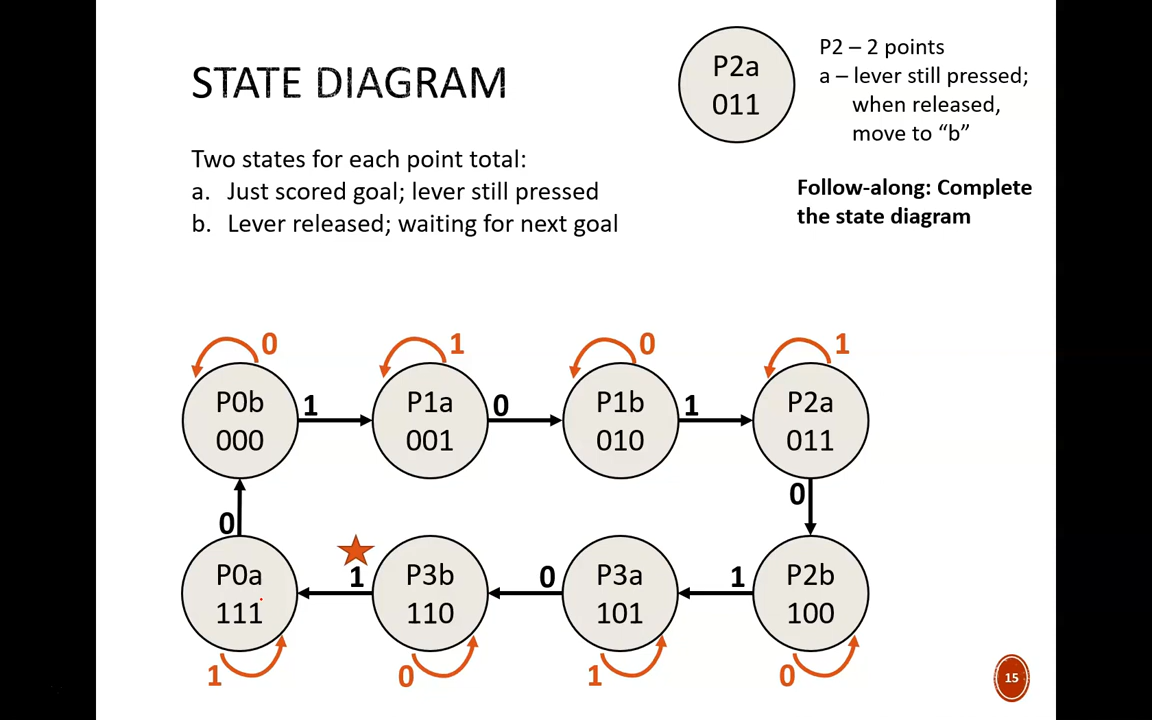 STATE DIAGRAM
P2a
011
P2 – 2 points
a – lever still pressed;
when released,
move to “b”
Two states for each point total:
a. Just scored goal; lever still pressed
b. Lever released; waiting for next goal
Follow-along: Complete
the state diagram
0
1
0
1
P0b
000
1
P1a
001
0
P1b
010
1
P2a
011
0
0
P0a
111
1
P3b
110
0
P3a
101
1
P2b
100
1
0
1
0
15